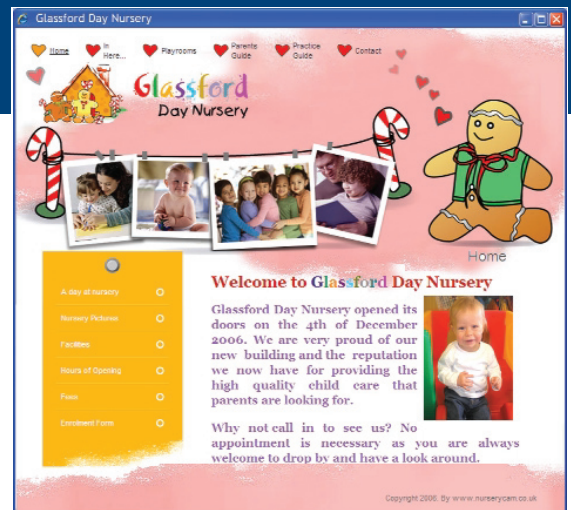 Glassford Day Nursery
Home
In Here...
Playrooms
Parents Guide
Practice Guide
Contact
Glassford
Day Nursery
Home
A day at nursery
Nursery Pictures
Facilities
Hours of Opening
Fees
Enrolment Form
Welcome to Glassford Day Nursery
Glassford Day Nursery opened its
doors on the 4th of December
2006. We are very proud of our
new building and the reputation
we now have for providing the
high quality child care that
parents are looking for.
Why not call in to see us? No
appointment is necessary as you are always
welcome to drop by and have a look around.
Copyright 2006. By www.nurserycam.co.uk